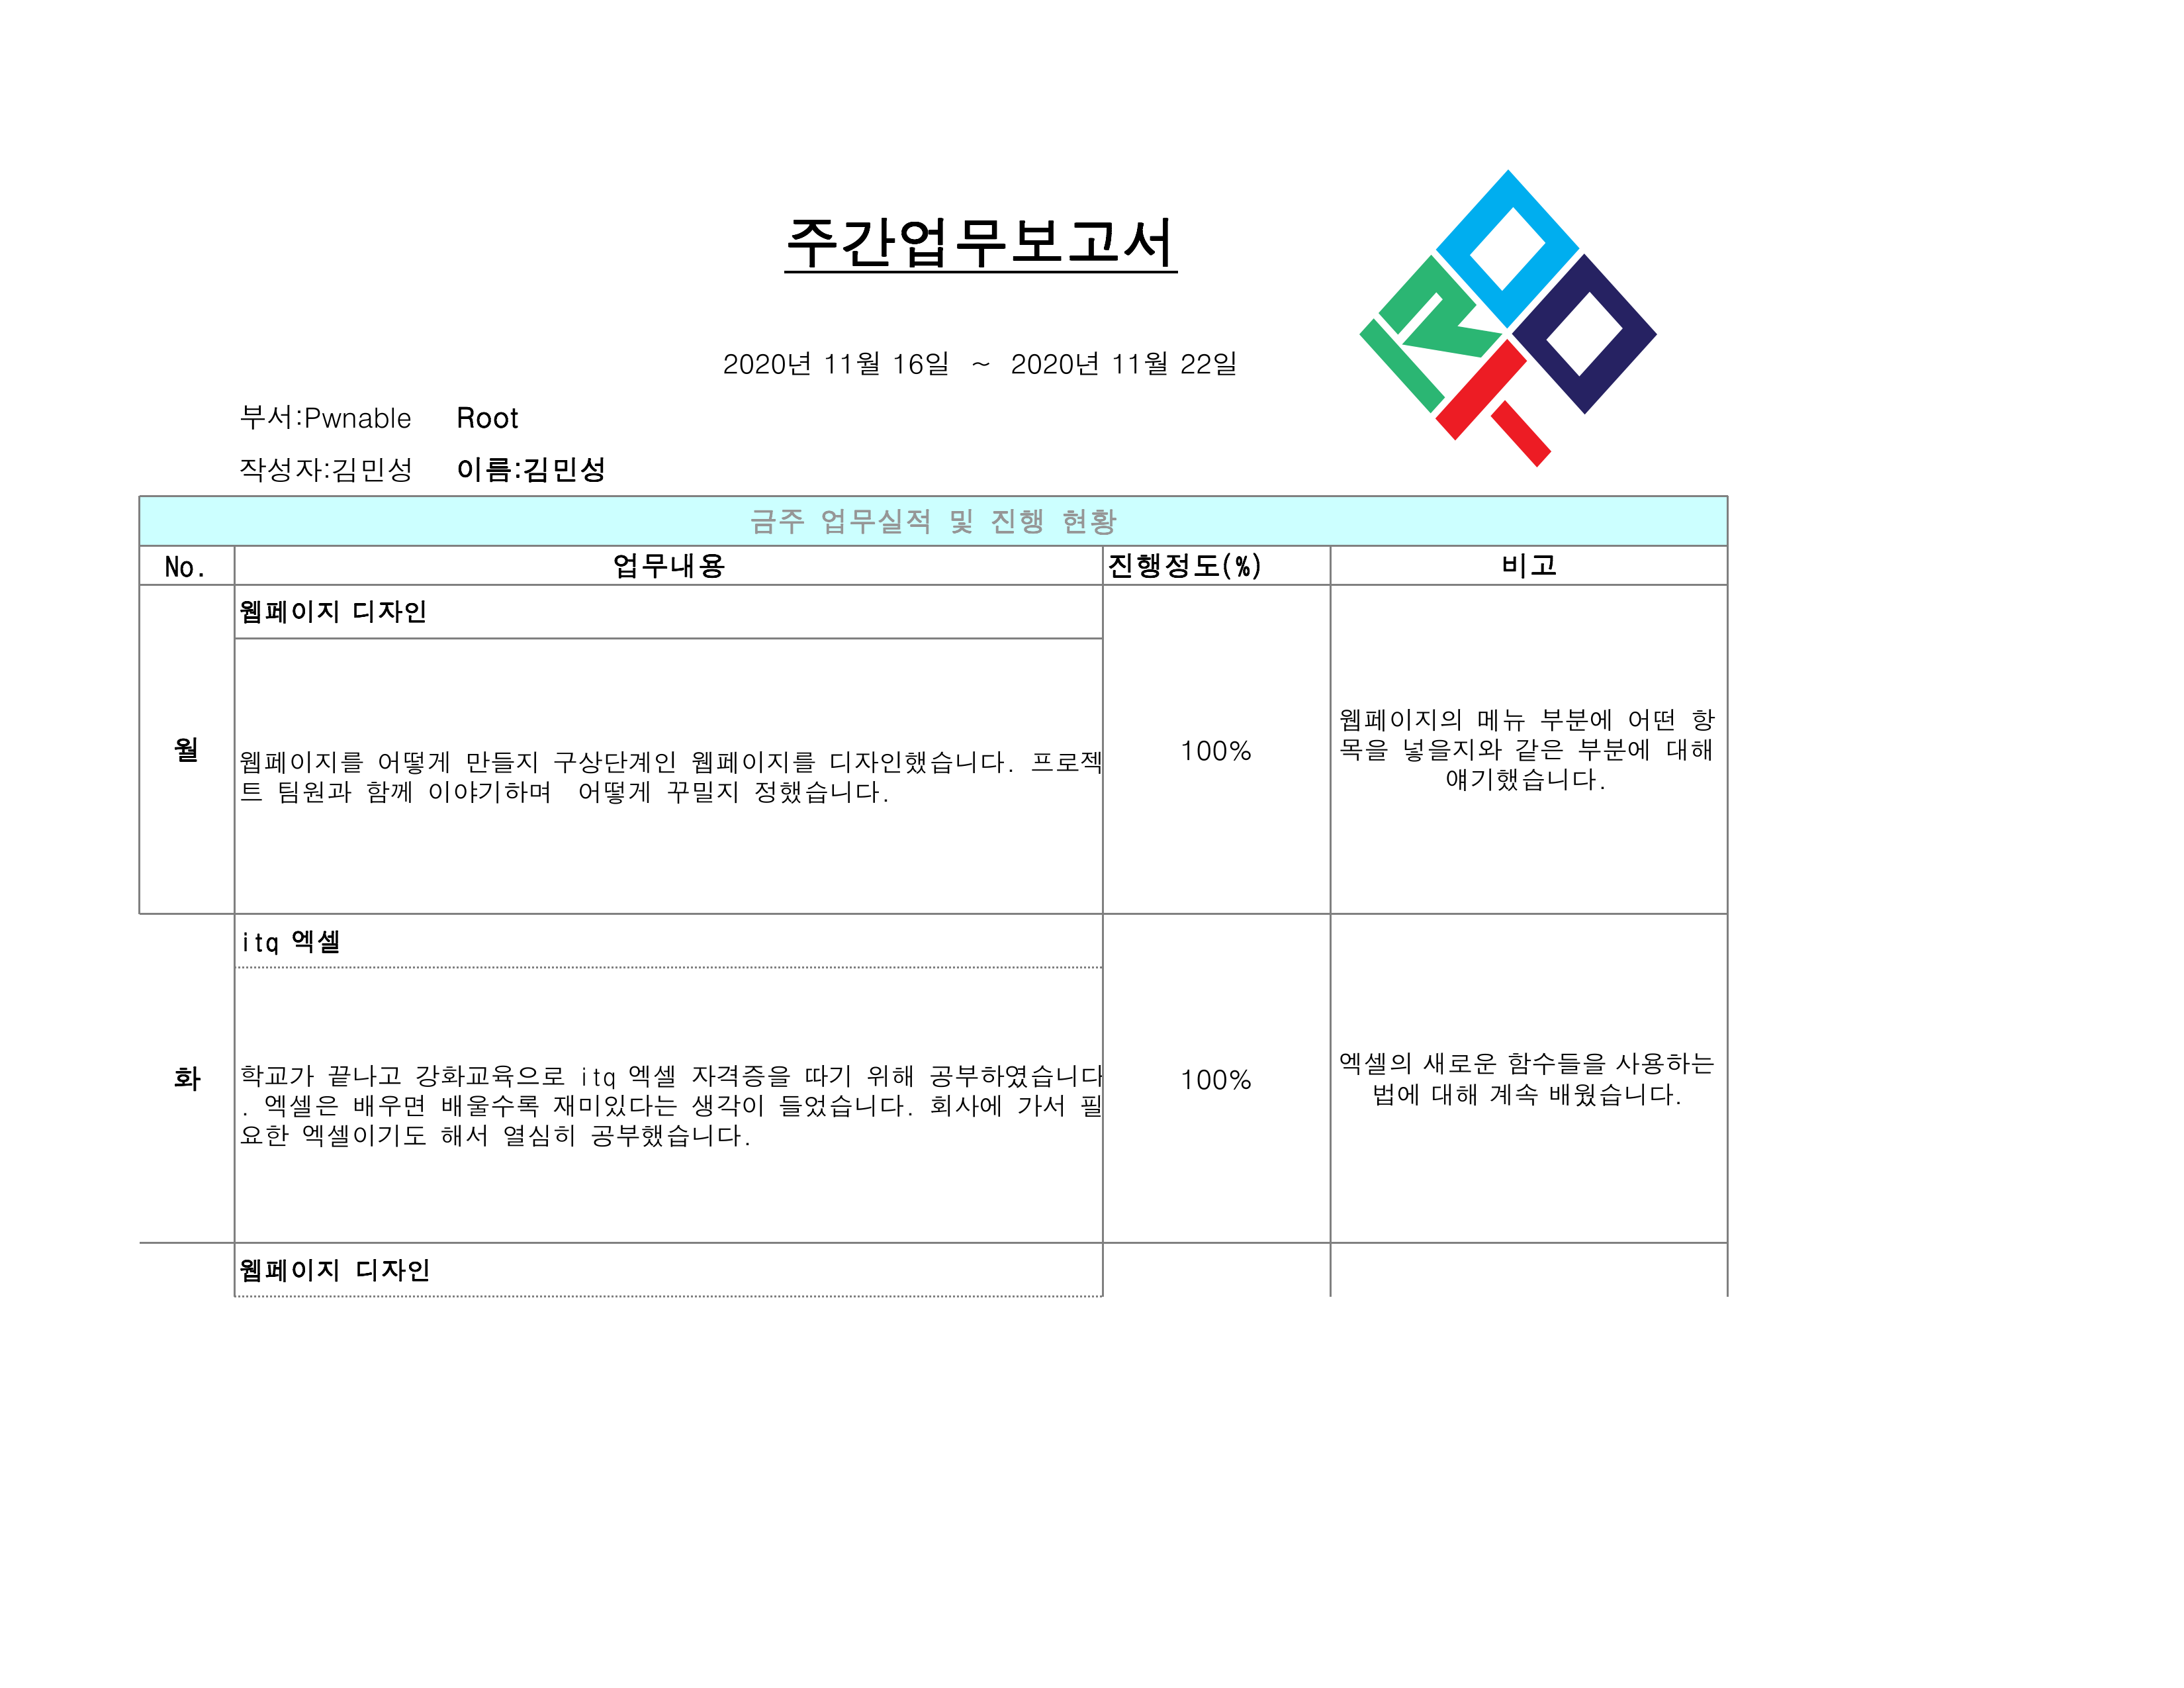 주간업무보고서
2020년 11월 16일 ~ 2020년 11월 22일
부서:Pwnable Root
작성자:김민성 이름:김민성
금주 업무실적 및 진행 현황
No. 업무내용 진행정도(%) 비고
월
웹페이지 디자인
웹페이지를 어떻게 만들지 구상단계인 웹페이지를 디자인했습니다. 프로젝
트 팀원과 함께 이야기하며 어떻게 꾸밀지 정했습니다.
100%
웹페이지의 메뉴 부분에 어떤 항
목을 넣을지와 같은 부분에 대해
얘기했습니다.
화
itq 엑셀
학교가 끝나고 강화교육으로 itq 엑셀 자격증을 따기 위해 공부하였습니다
. 엑셀은 배우면 배울수록 재미있다는 생각이 들었습니다. 회사에 가서 필
요한 엑셀이기도 해서 열심히 공부했습니다.
100%
엑셀의 새로운 함수들을 사용하는
법에 대해 계속 배웠습니다.
웹페이지 디자인